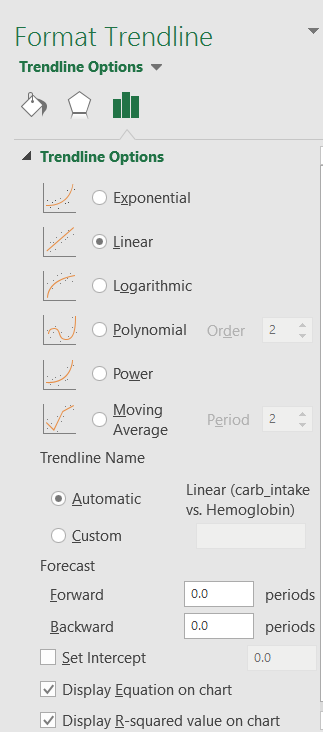 Format Trendline
Trendline Options
Trendline Options
Exponential
Linear
Logarithmic
Polynomial Order 2
Power
Moving
Average Period 2
Trendline Name
Automatic Linear (carb_intake
vs. Hemoglobin)
Custom
Forecast
Forward 0.0 periods
Backward 0.0 periods
Set Intercept 0.0
Display Equation on chart
Display R-squared value on chart